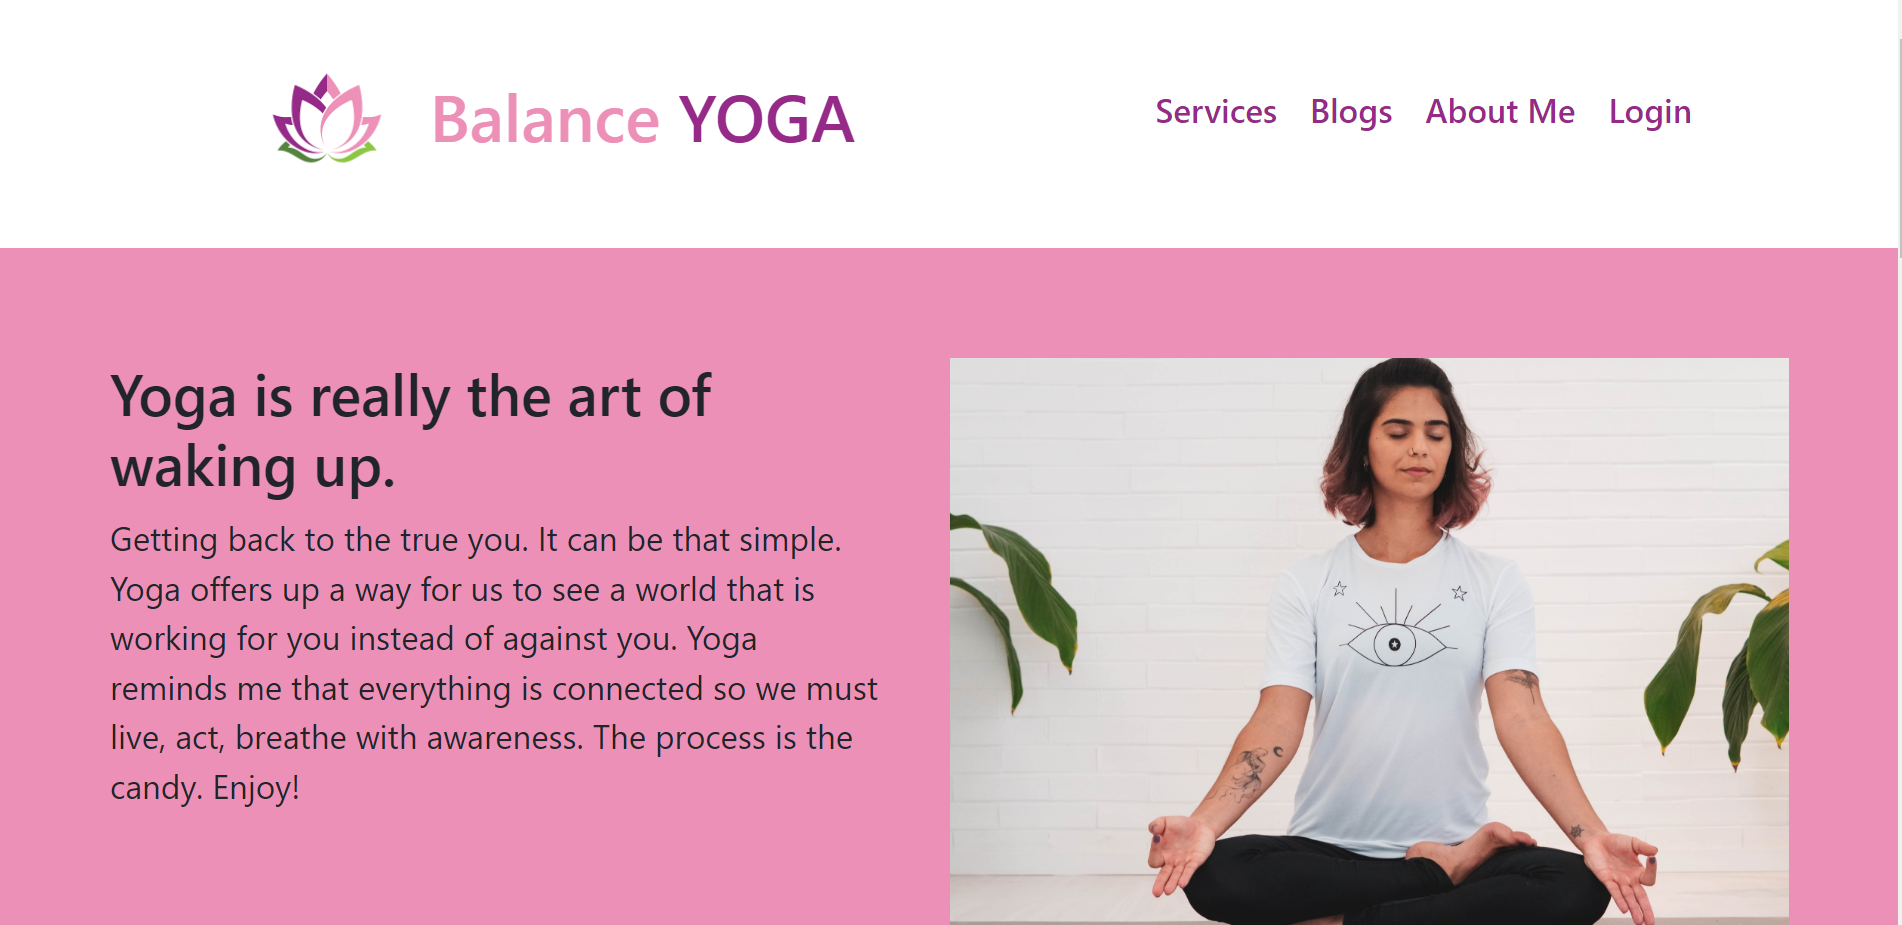 Balance YOGA
Services Blogs About Me Login
Yoga is really the art of
waking up.
Getting back to the true you. It can be that simple.
Yoga offers up a way for us to see a world that is
working for you instead of against you. Yoga
reminds me that everything is connected so we must
live, act, breathe with awareness. The process is the
candy. Enjoy!